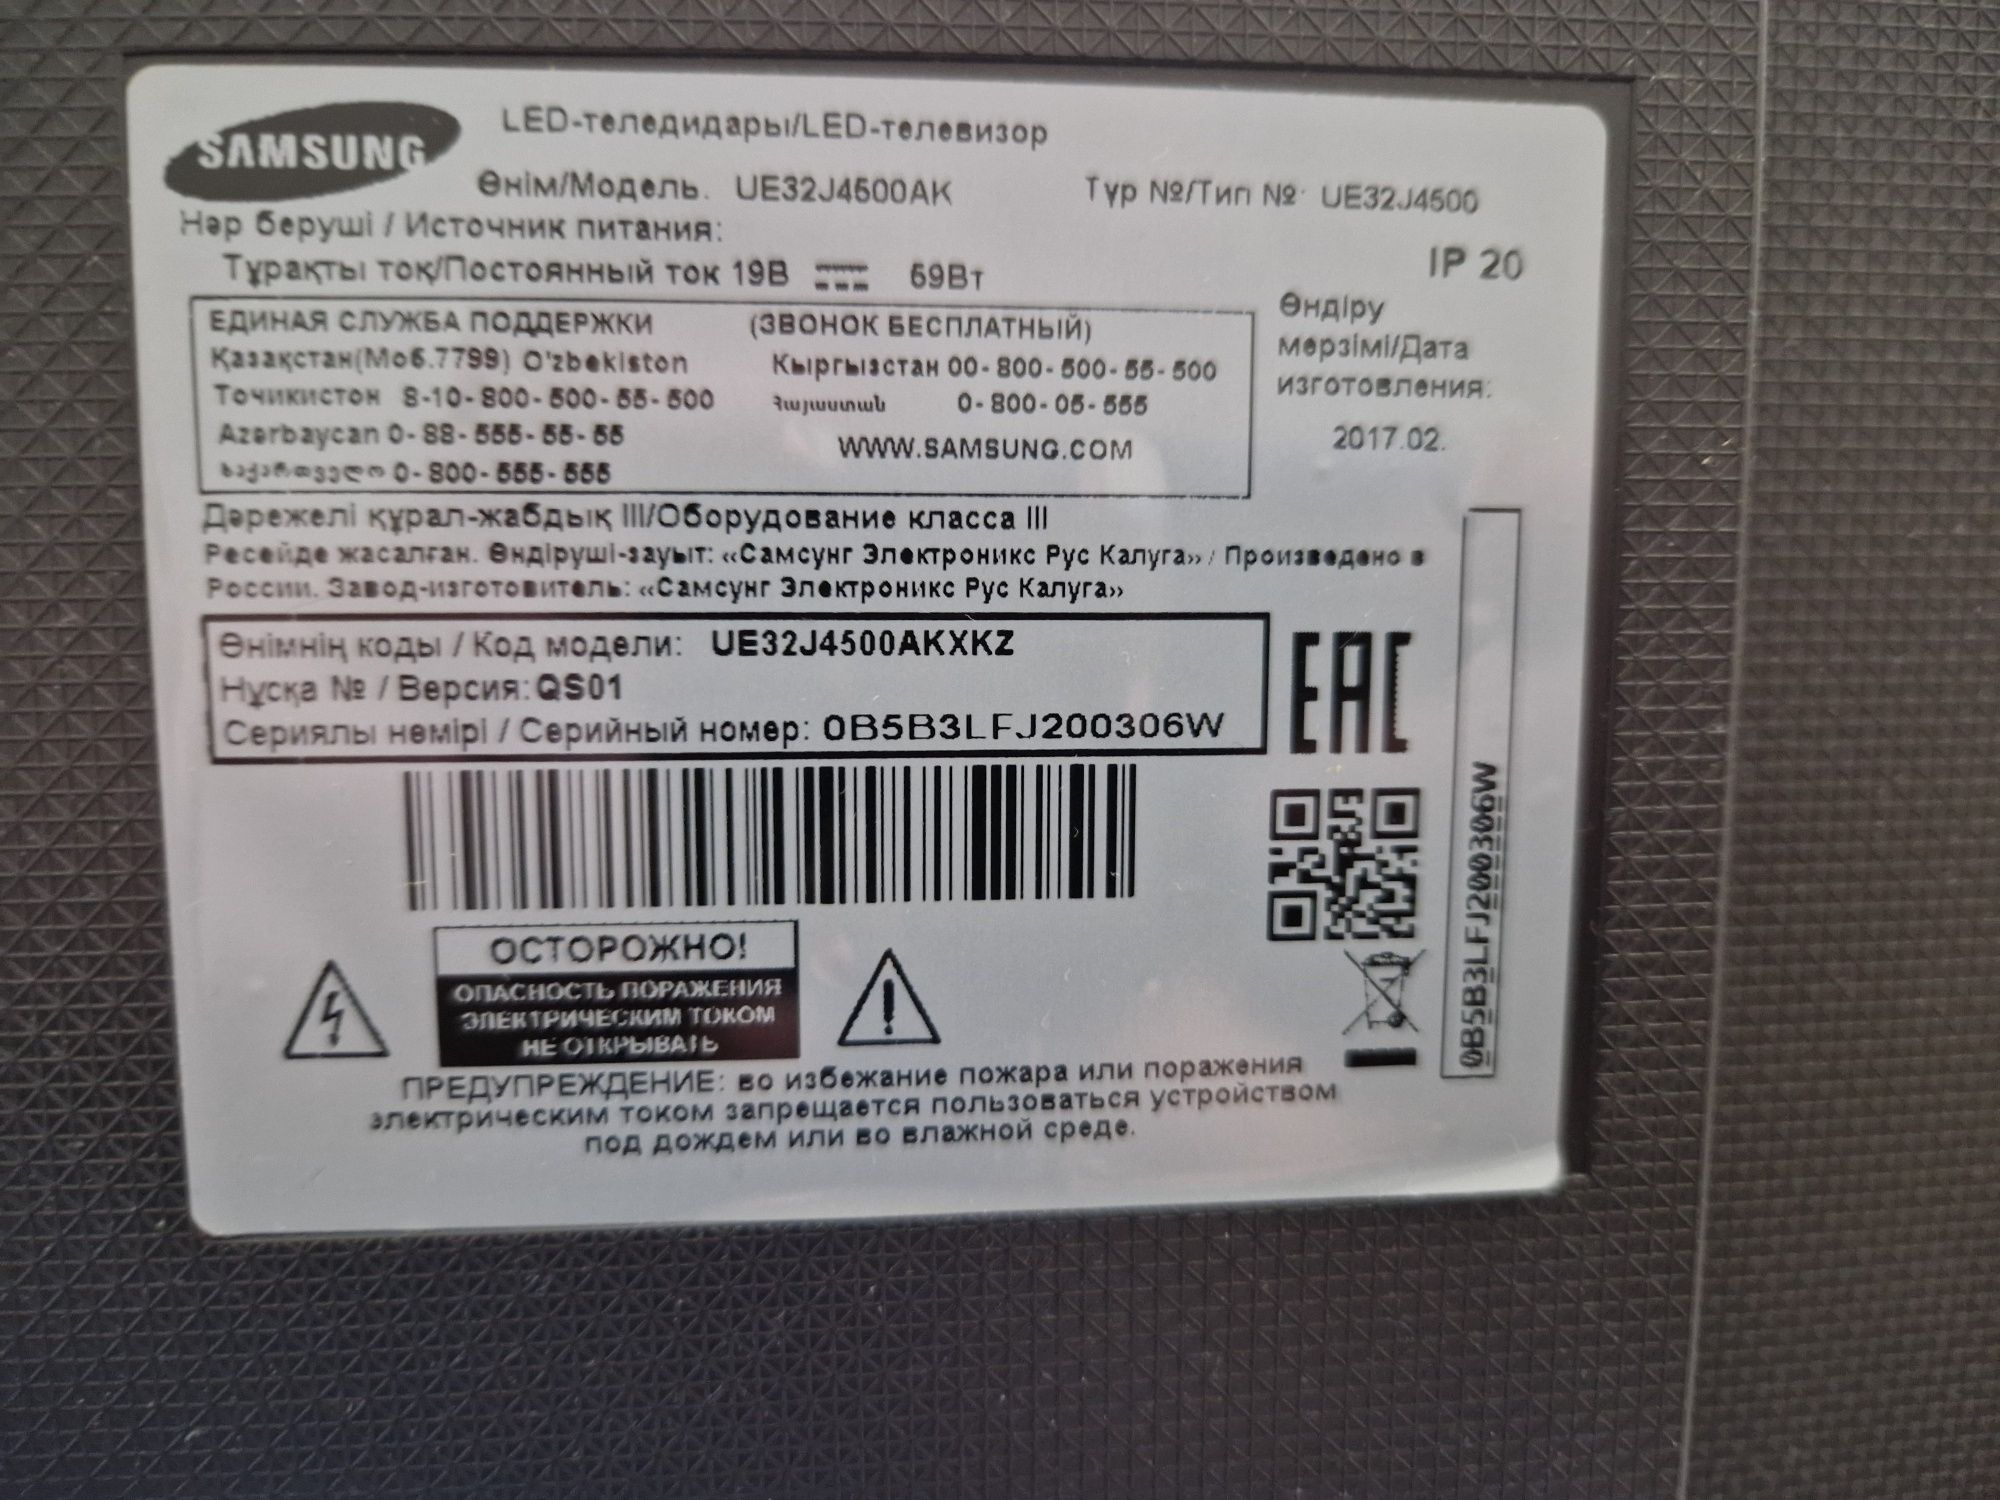 SAMSUNG
LED-теледидары/LED-телевизор
Өнім/Модель. UE32J4500AK Түр №/Тип №: UE32J4500
Нәр беруші / Источник питания:
Тұрақты тоқ/Постоянный ток 19В 69Вт
IP 20
ЕДИНАЯ СЛУЖБА ПОДДЕРЖКИ (ЗВОНОК БЕСПЛАТНЫЙ)
Қазақстан(Моб.7799) O'zbekiston Кыргызстан 00-800-500-55-500
Точикистон 8-10-800-500-55-500 Հայաստան 0-800-05-555
Azərbaycan 0-88-555-55-55 WWW.SAMSUNG.COM
საქართველო 0-800-555-555
Өндіру
мерзімі/Дата
изготовления:
2017.02.
Дәрежелі құрал-жабдық III/Оборудование класса III
Ресейде жасалған. Өндіруші-зауыт: «Самсунг Электроникс Рус Калуга» / Произведено в
России. Завод-изготовитель: «Самсунг Электроникс Рус Калуга»
Өнімнің коды / Код модели: UE32J4500AKXKZ
Нұсқа № / Версия: QS01
Сериялы нөмірі / Серийный номер: 0B5B3LFJ200306W
EAC
0B5B3LFJ200306W
ОСТОРОЖНО!
ОПАСНОСТЬ ПОРАЖЕНИЯ
ЭЛЕКТРИЧЕСКИМ ТОКОМ
НЕ ОТКРЫВАТЬ
ПРЕДУПРЕЖДЕНИЕ: во избежание пожара или поражения
электрическим током запрещается пользоваться устройством
под дождем или во влажной среде.